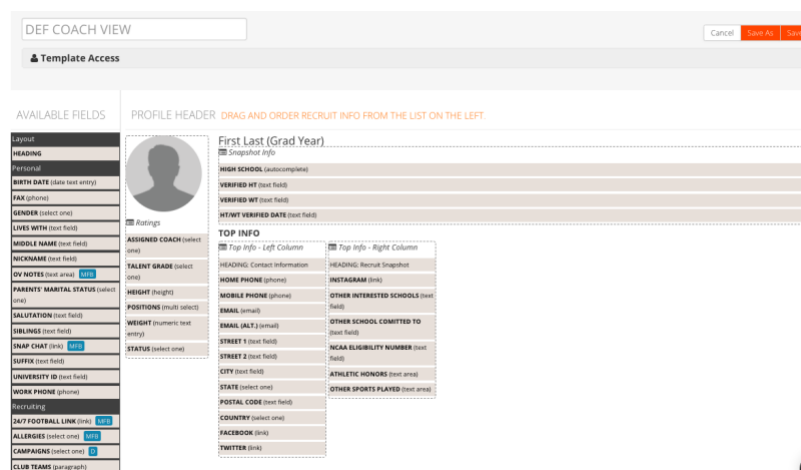 DEF COACH VIEW
Cancel
Save As
Save
Template Access
AVAILABLE FIELDS
PROFILE HEADER DRAG AND ORDER RECRUIT INFO FROM THE LIST ON THE LEFT.
Layout
HEADING
Personal
BIRTH DATE (date text entry)
FAX (phone)
GENDER (select one)
LIVES WITH (text field)
MIDDLE NAME (text field)
NICKNAME (text field)
OV NOTES (text area) MFB
PARENTS' MARITAL STATUS (select
one)
SALUTATION (text field)
SIBLINGS (text field)
SNAP CHAT (link) MFB
SUFFIX (text field)
UNIVERSITY ID (text field)
WORK PHONE (phone)
Recruiting
24/7 FOOTBALL LINK (link) MFB
ALLERGIES (select one) MFB
CAMPAIGNS (select one) D
CLUB TEAMS (paragraph)
Ratings
ASSIGNED COACH (select
one)
TALENT GRADE (select
one)
HEIGHT (height)
POSITIONS (multi select)
WEIGHT (numeric text
entry)
STATUS (select one)
First Last (Grad Year)
Snapshot Info
HIGH SCHOOL (autocomplete)
VERIFIED HT (text field)
VERIFIED WT (text field)
HT/WT VERIFIED DATE (text field)
TOP INFO
Top Info - Left Column
HEADING: Contact Information
HOME PHONE (phone)
MOBILE PHONE (phone)
EMAIL (email)
EMAIL (ALT.) (email)
STREET 1 (text field)
STREET 2 (text field)
CITY (text field)
STATE (select one)
POSTAL CODE (text field)
COUNTRY (select one)
FACEBOOK (link)
TWITTER (link)
Top Info - Right Column
HEADING: Recruit Snapshot
INSTAGRAM (link)
OTHER INTERESTED SCHOOLS (text
field)
OTHER SCHOOL COMITTED TO
(text field)
NCAA ELIGIBILITY NUMBER (text
field)
ATHLETIC HONORS (text area)
OTHER SPORTS PLAYED (text area)